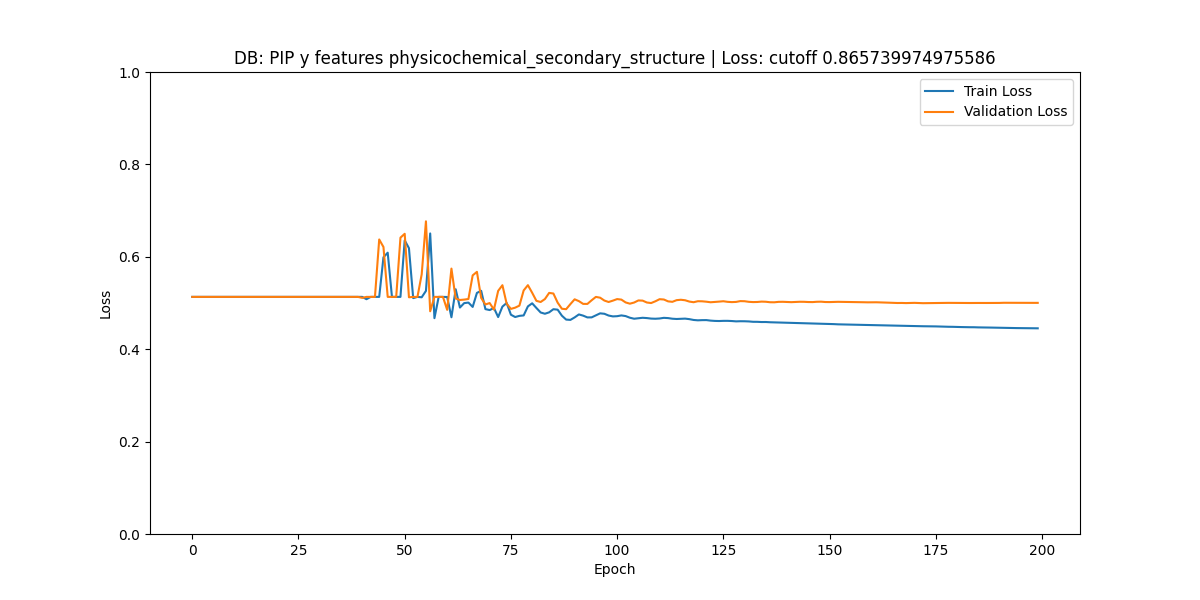 DB: PIP y features physicochemical_secondary_structure | Loss: cutoff 0.865739974975586
Train Loss
Validation Loss
Loss
1.0
0.8
0.6
0.4
0.2
0.0
0 25 50 75 100 125 150 175 200
Epoch